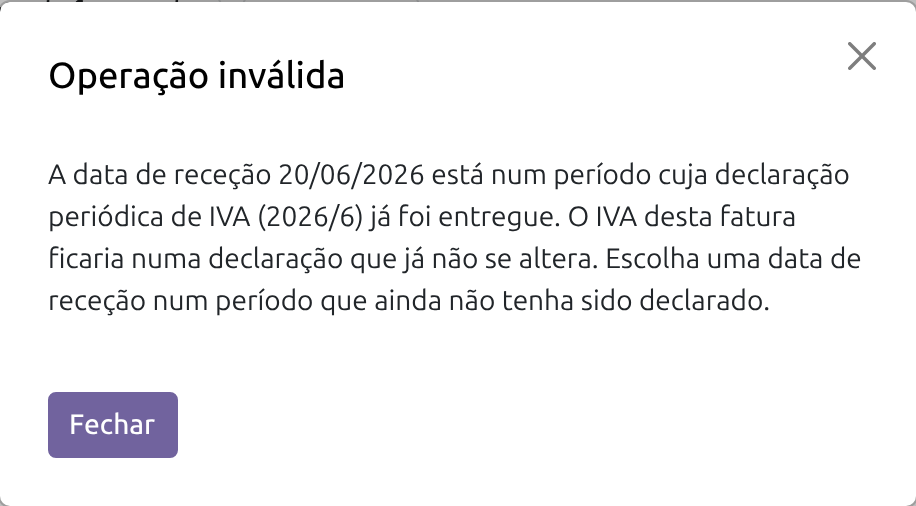 Operação inválida
A data de receção 20/06/2026 está num período cuja declaração
periódica de IVA (2026/6) já foi entregue. O IVA desta fatura
ficaria numa declaração que já não se altera. Escolha uma data de
receção num período que ainda não tenha sido declarado.
Fechar